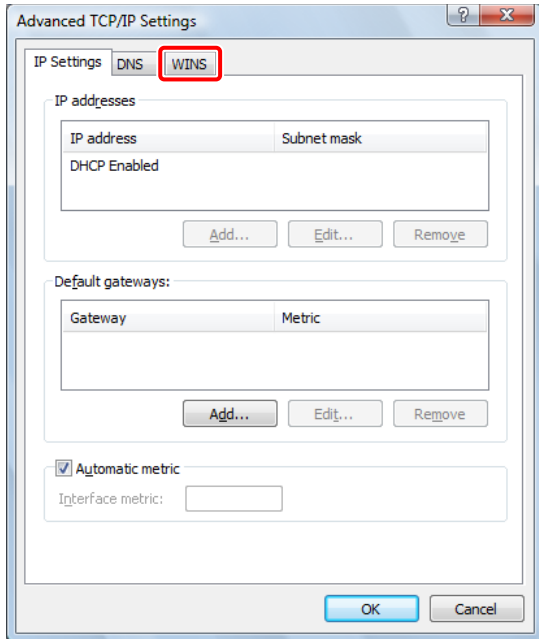 Advanced TCP/IP Settings ? X
IP Settings DNS WINS
IP addresses
IP address Subnet mask
DHCP Enabled
Add... Edit... Remove
Default gateways:
Gateway Metric
Add... Edit... Remove
Automatic metric
Interface metric:
OK Cancel